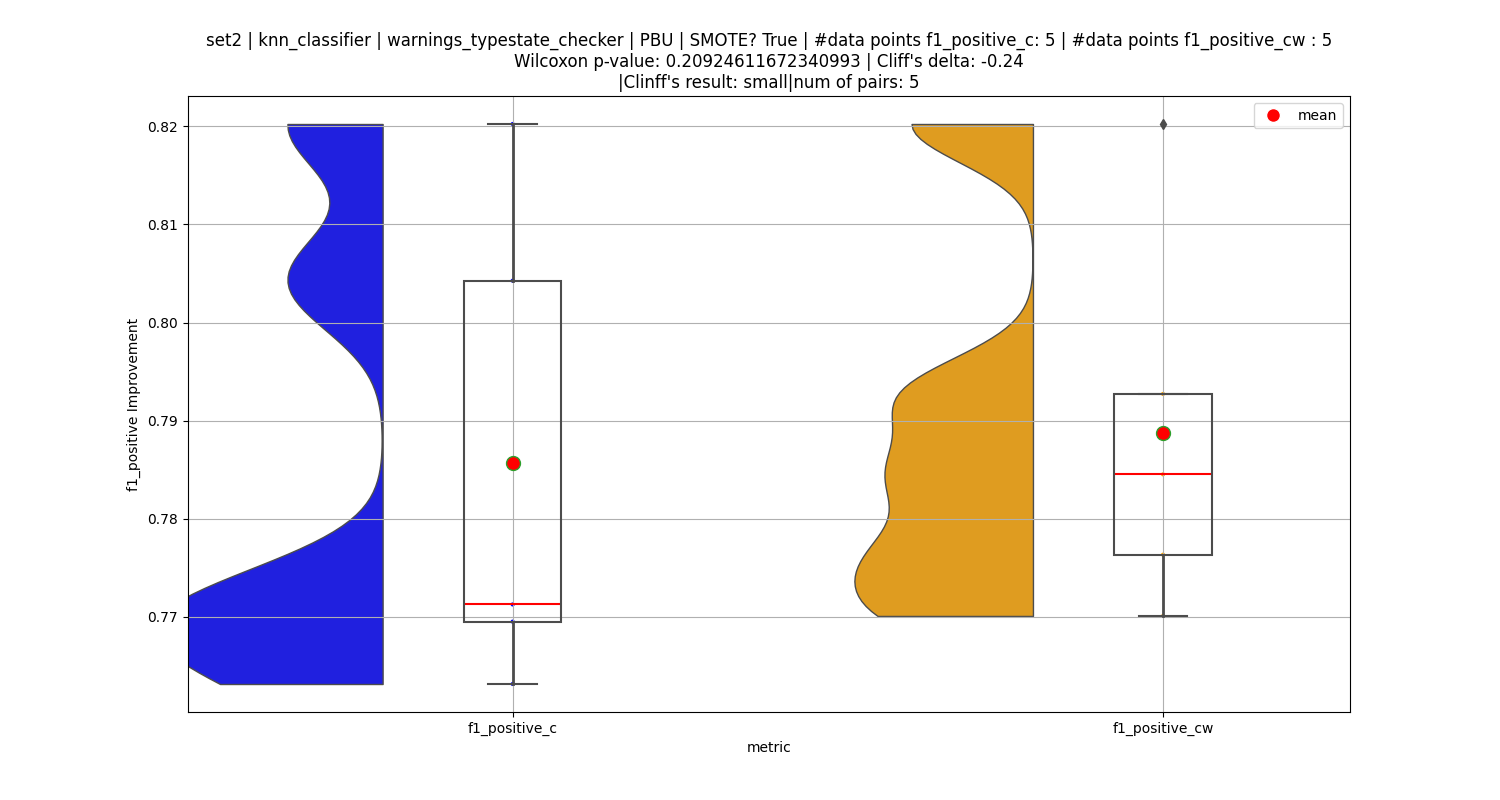 set2 | knn_classifier | warnings_typestate_checker | PBU | SMOTE? True | #data points f1_positive_c: 5 | #data points f1_positive_cw : 5
Wilcoxon p-value: 0.20924611672340993 | Cliff's delta: -0.24
|Clinff's result: small|num of pairs: 5
mean
0.82
0.81
0.80
0.79
0.78
0.77
f1_positive Improvement
f1_positive_c
f1_positive_cw
metric